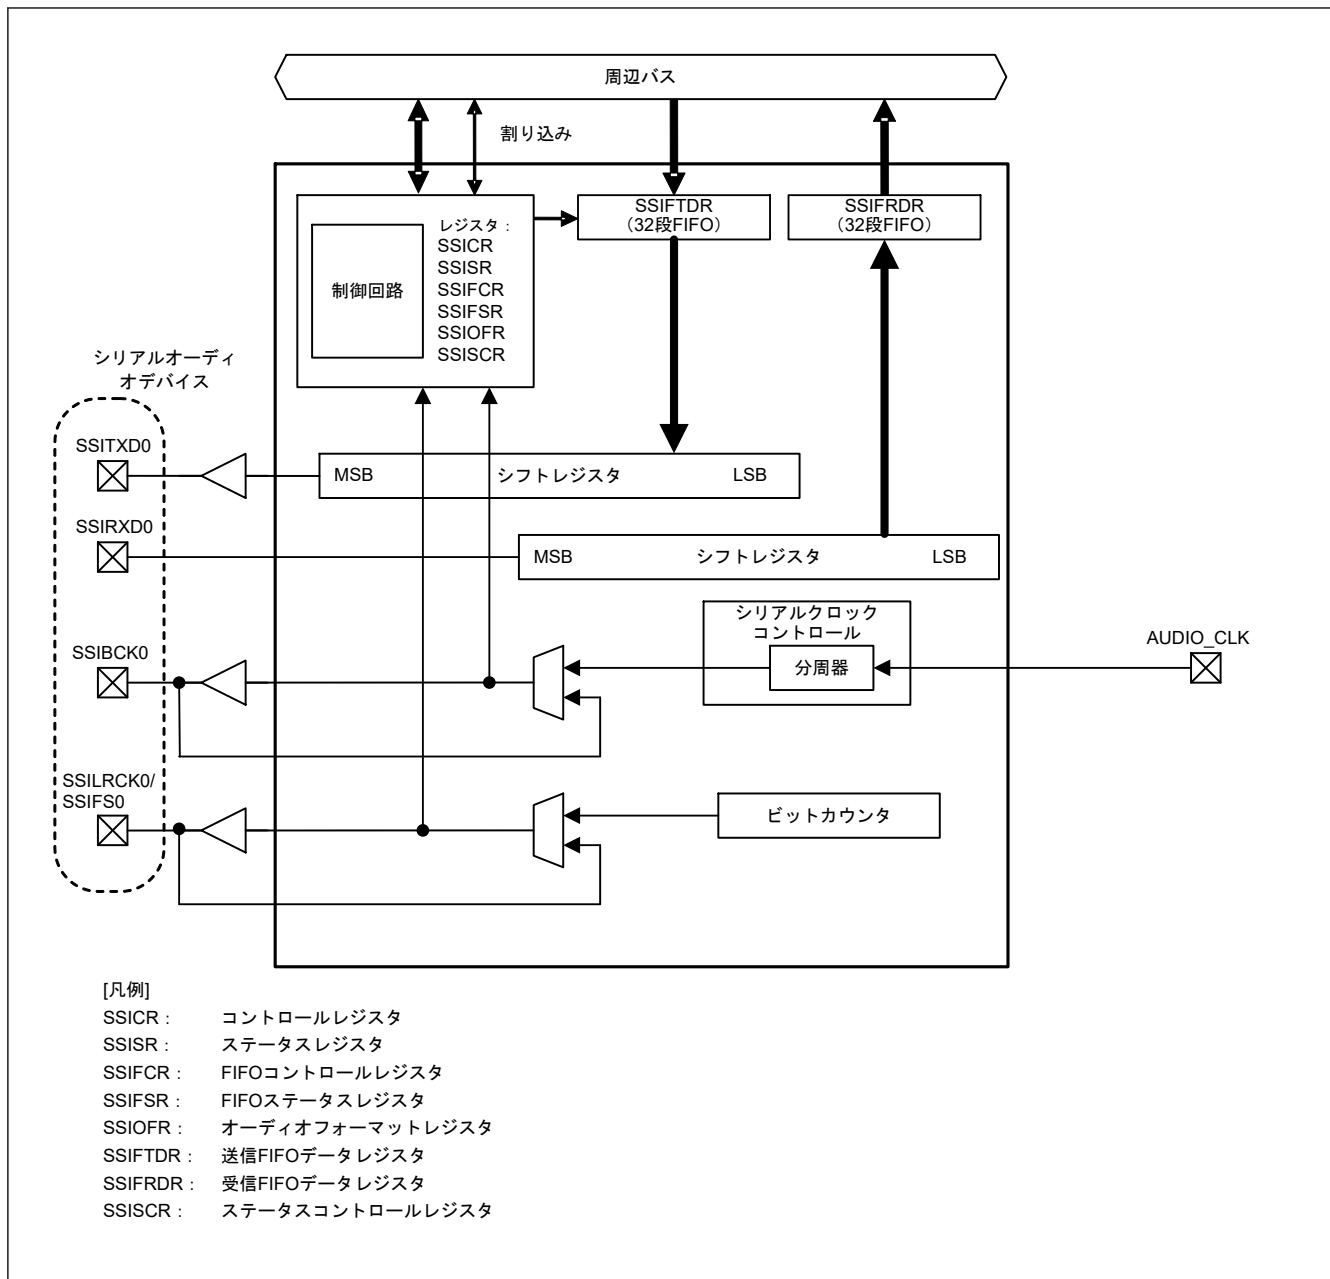 周辺バス
割り込み
SSIFTDR
（32段FIFO）
SSIFRDR
（32段FIFO）
制御回路
レジスタ：
SSICR
SSISR
SSIFCR
SSIFSR
SSIOFR
SSISCR
シリアルオーディ
オデバイス
SSITXD0
MSB シフトレジスタ LSB
SSIRXD0
MSB シフトレジスタ LSB
シリアルクロック
コントロール
分周器
AUDIO_CLK
SSIBCK0
SSILRCK0/
SSIFS0
ビットカウンタ
[凡例]
SSICR： コントロールレジスタ
SSISR： ステータスレジスタ
SSIFCR： FIFOコントロールレジスタ
SSIFSR： FIFOステータスレジスタ
SSIOFR： オーディオフォーマットレジスタ
SSIFTDR： 送信FIFOデータレジスタ
SSIFRDR： 受信FIFOデータレジスタ
SSISCR： ステータスコントロールレジスタ